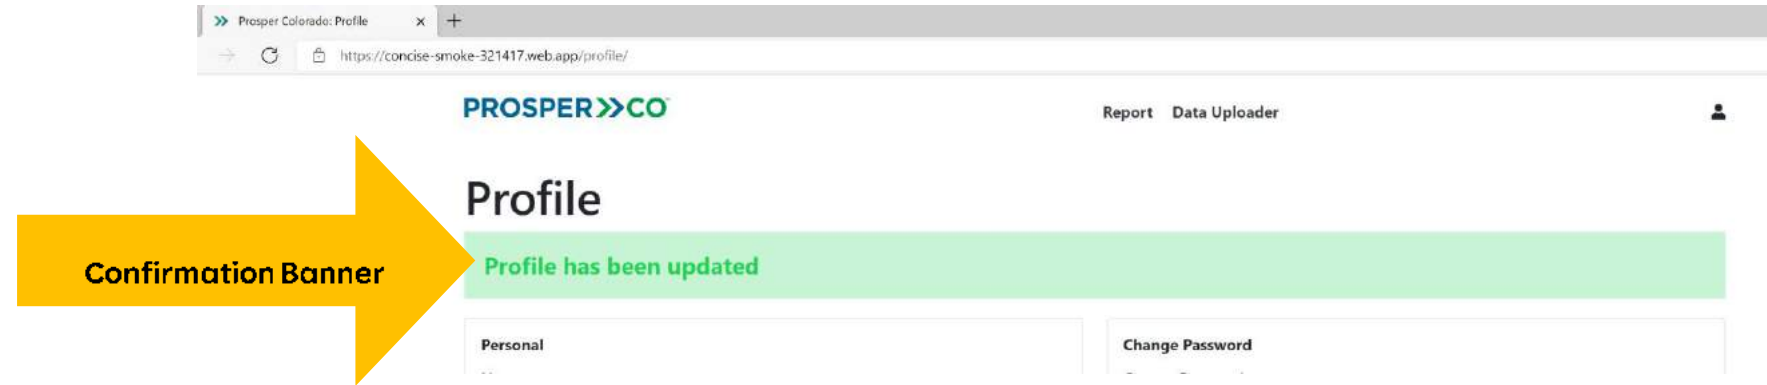 Prosper Colorado: Profile
https://concise-smoke-321417.web.app/profile/
PROSPER>>CO
Report Data Uploader
Profile
Confirmation Banner
Profile has been updated
Personal
Change Password